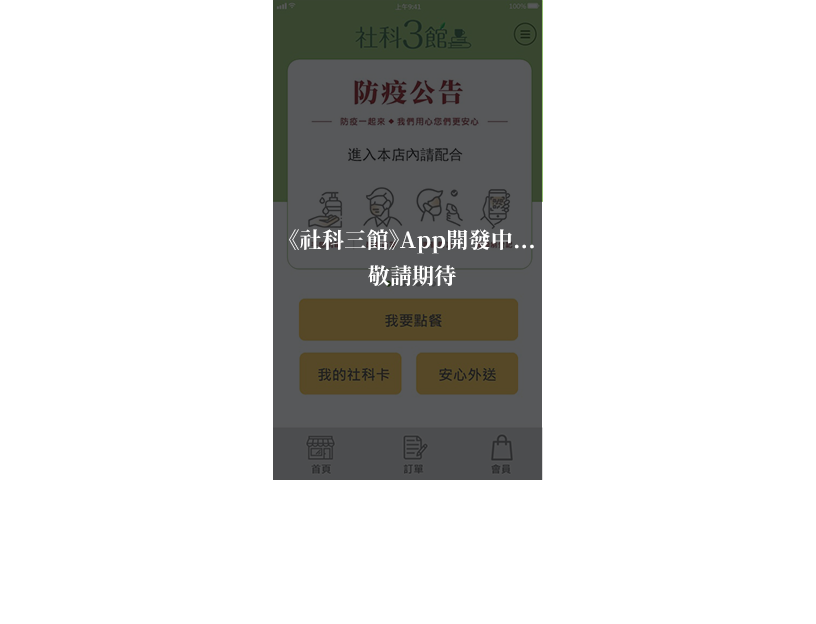 上午9:41
100%
社科3館
防疫公告
防疫一起來◆我們用心您們更安心
進入本店內請配合
《社科三館》App開發中...
敬請期待
我要點餐
我的社科卡
安心外送
首頁
訂單
會員